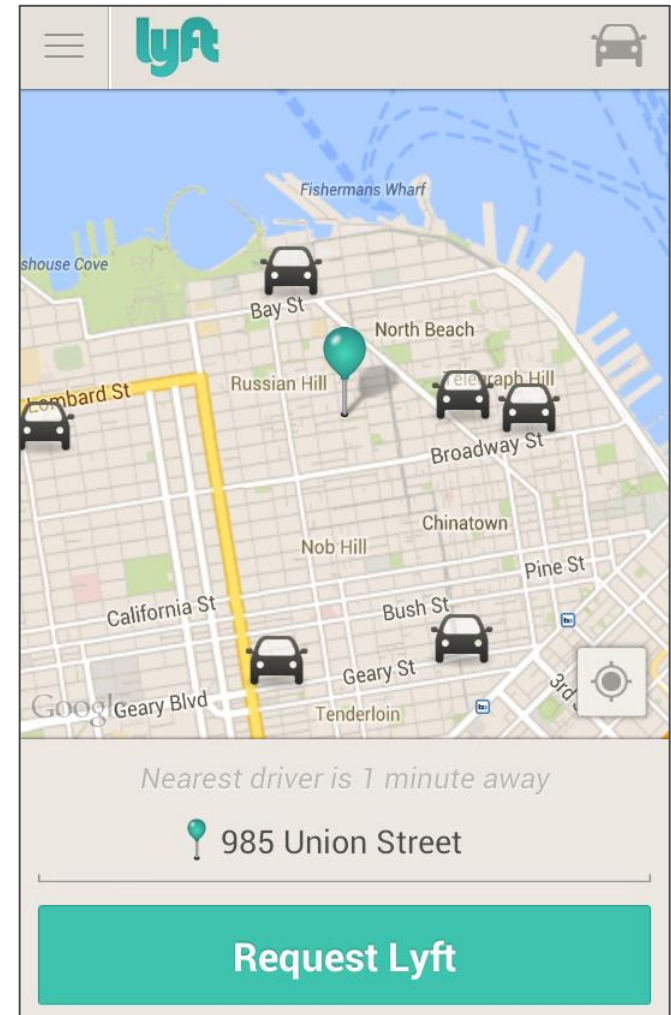 lyft
Fishermans Wharf
shouse Cove
Bay St
North Beach
Russian Hill
Telegraph Hill
Lombard St
Broadway St
Chinatown
Nob Hill
Pine St
California St
Bush St
Geary St
3rd
Google
Geary Blvd
Tenderloin
Nearest driver is 1 minute away
985 Union Street
Request Lyft